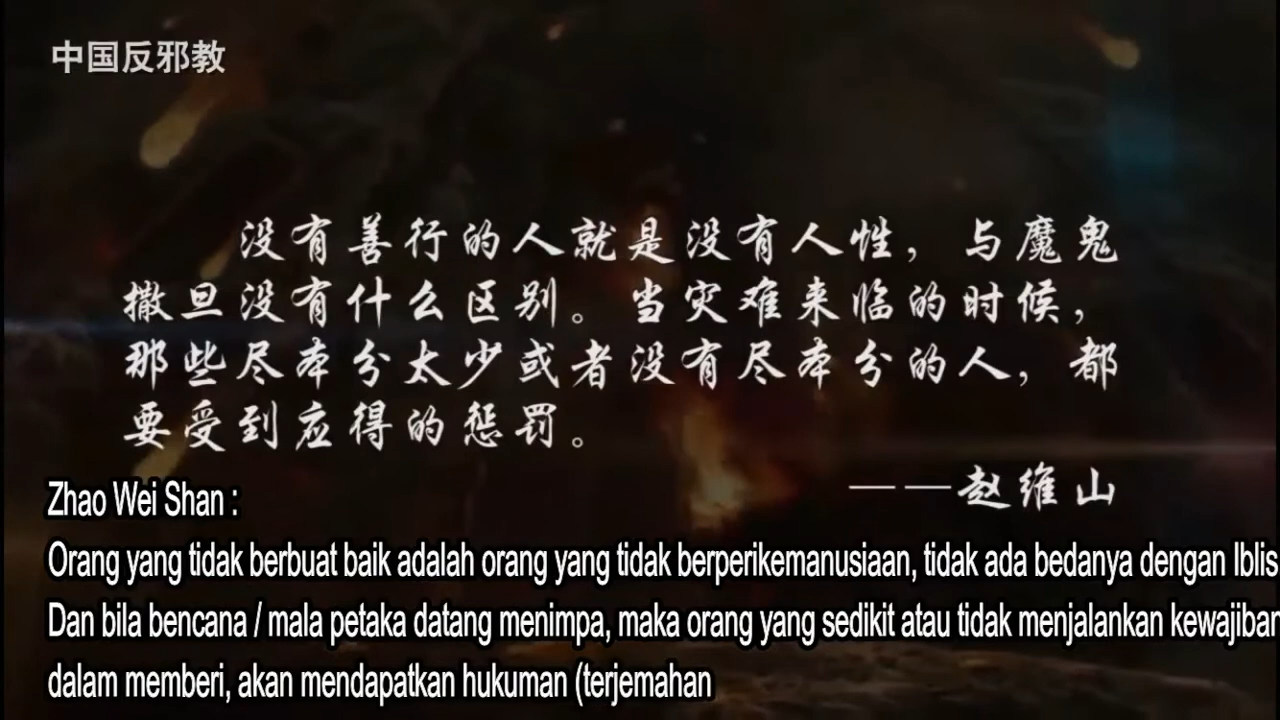 中国反邪教
没有善行的人就是没有人性，与魔鬼
撒旦没有什么区别。当灾难来临的时候，
那些尽本分太少或者没有尽本分的人，都
要受到应得的惩罚。
——赵维山
Zhao Wei Shan :
Orang yang tidak berbuat baik adalah orang yang tidak berperikemanusiaan, tidak ada bedanya dengan Iblis
Dan bila bencana / mala petaka datang menimpa, maka orang yang sedikit atau tidak menjalankan kewajiban
dalam memberi, akan mendapatkan hukuman (terjemahan